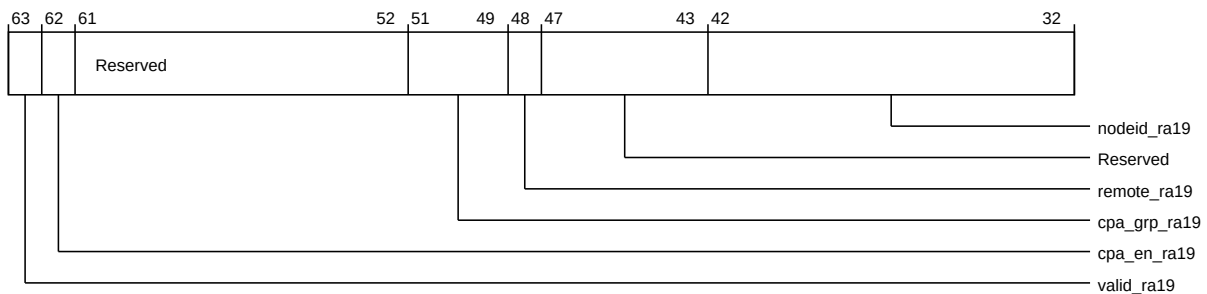 63 62 61 52 51 49 48 47 43 42 32
Reserved
nodeid_ra19
Reserved
remote_ra19
cpa_grp_ra19
cpa_en_ra19
valid_ra19